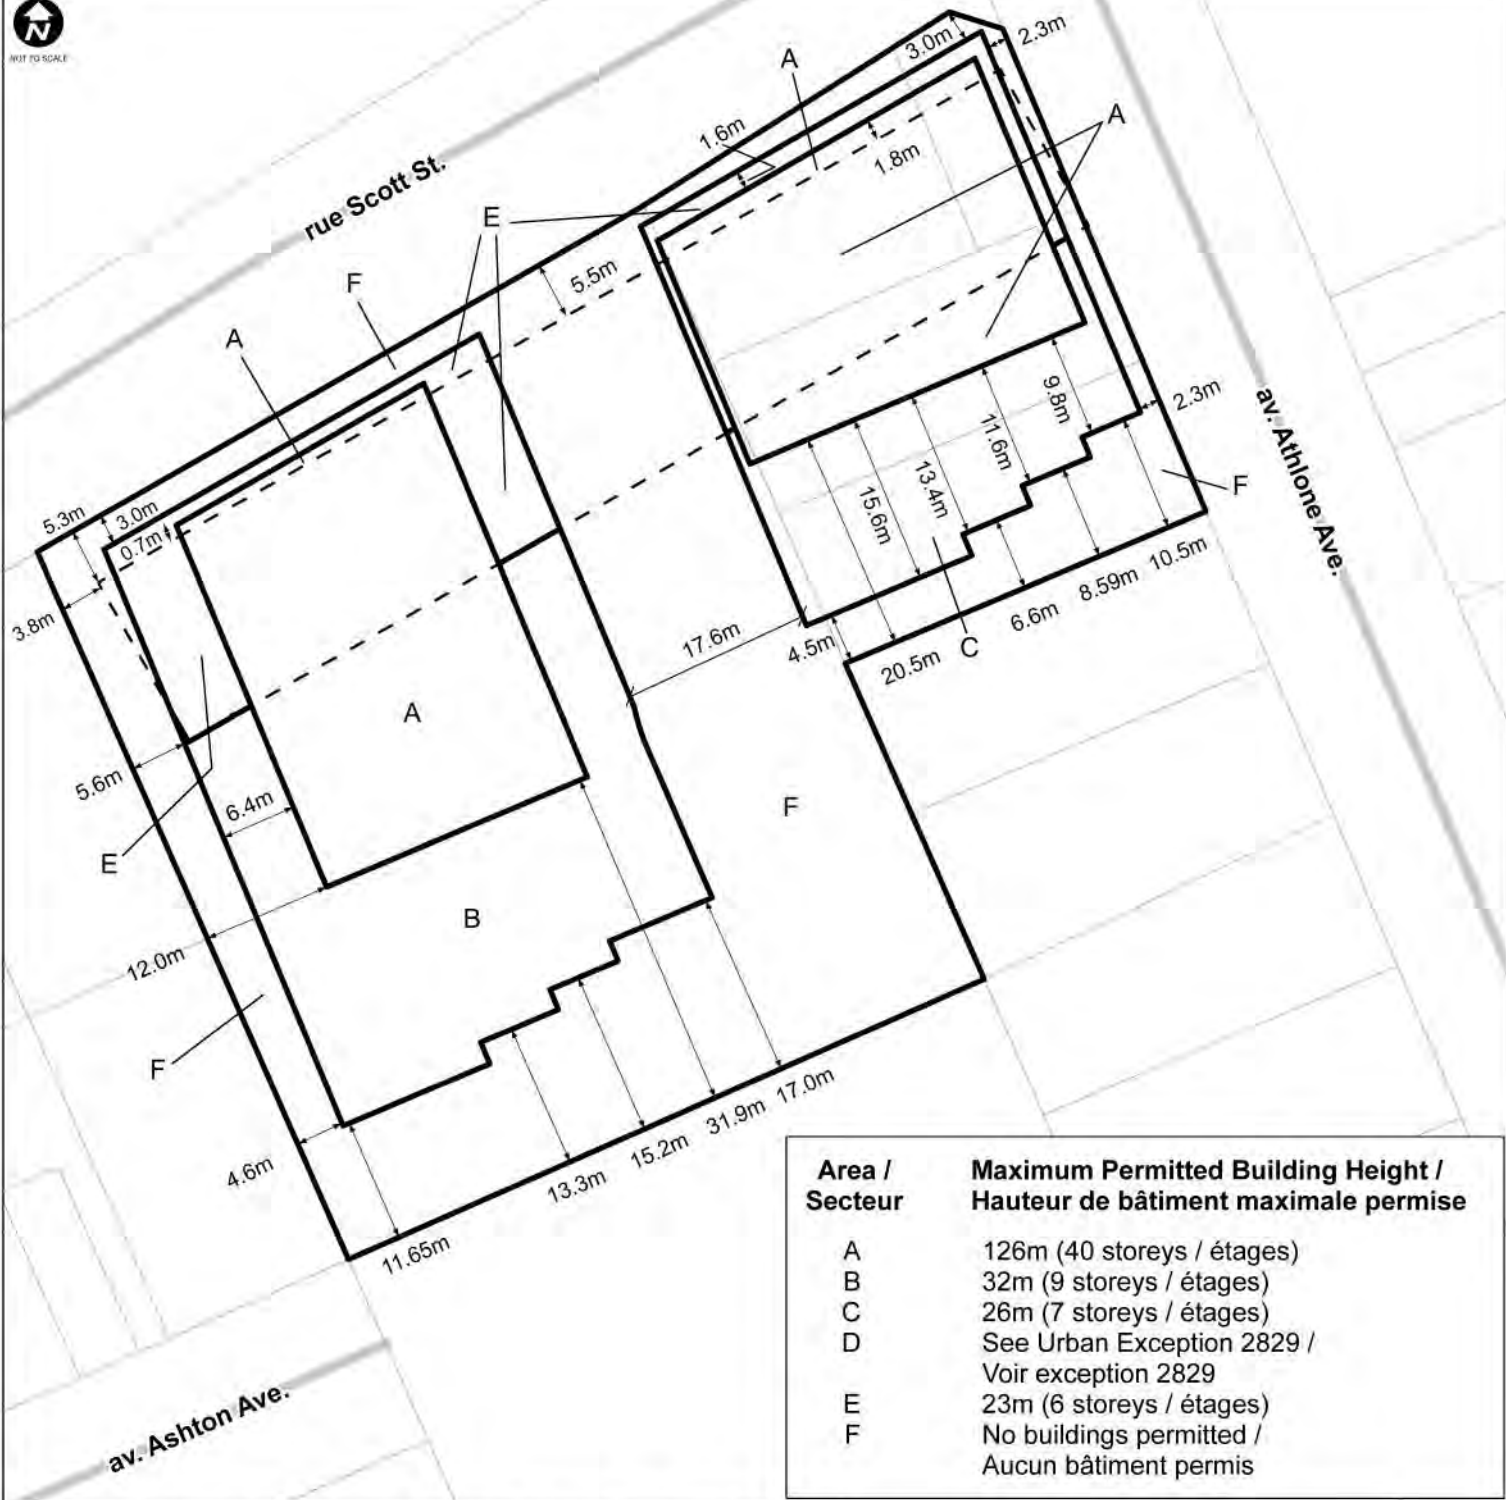 N
NOT TO SCALE
3.0m
2.3m
A
A
1.6m
1.8m
rue Scott St.
E
5.5m
F
A
9.8m
2.3m
11.6m
av. Athlone Ave.
13.4m
15.6m
F
5.3m
3.0m
0.7m
10.5m
8.59m
3.8m
6.6m
17.6m
4.5m
C
20.5m
A
5.6m
6.4m
F
E
B
12.0m
F
17.0m
31.9m
15.2m
4.6m
13.3m
11.65m
av. Ashton Ave.
Area / Maximum Permitted Building Height /
Secteur Hauteur de bâtiment maximale permise
A 126m (40 storeys / étages)
B 32m (9 storeys / étages)
C 26m (7 storeys / étages)
D See Urban Exception 2829 /
Voir exception 2829
E 23m (6 storeys / étages)
F No buildings permitted /
Aucun bâtiment permis